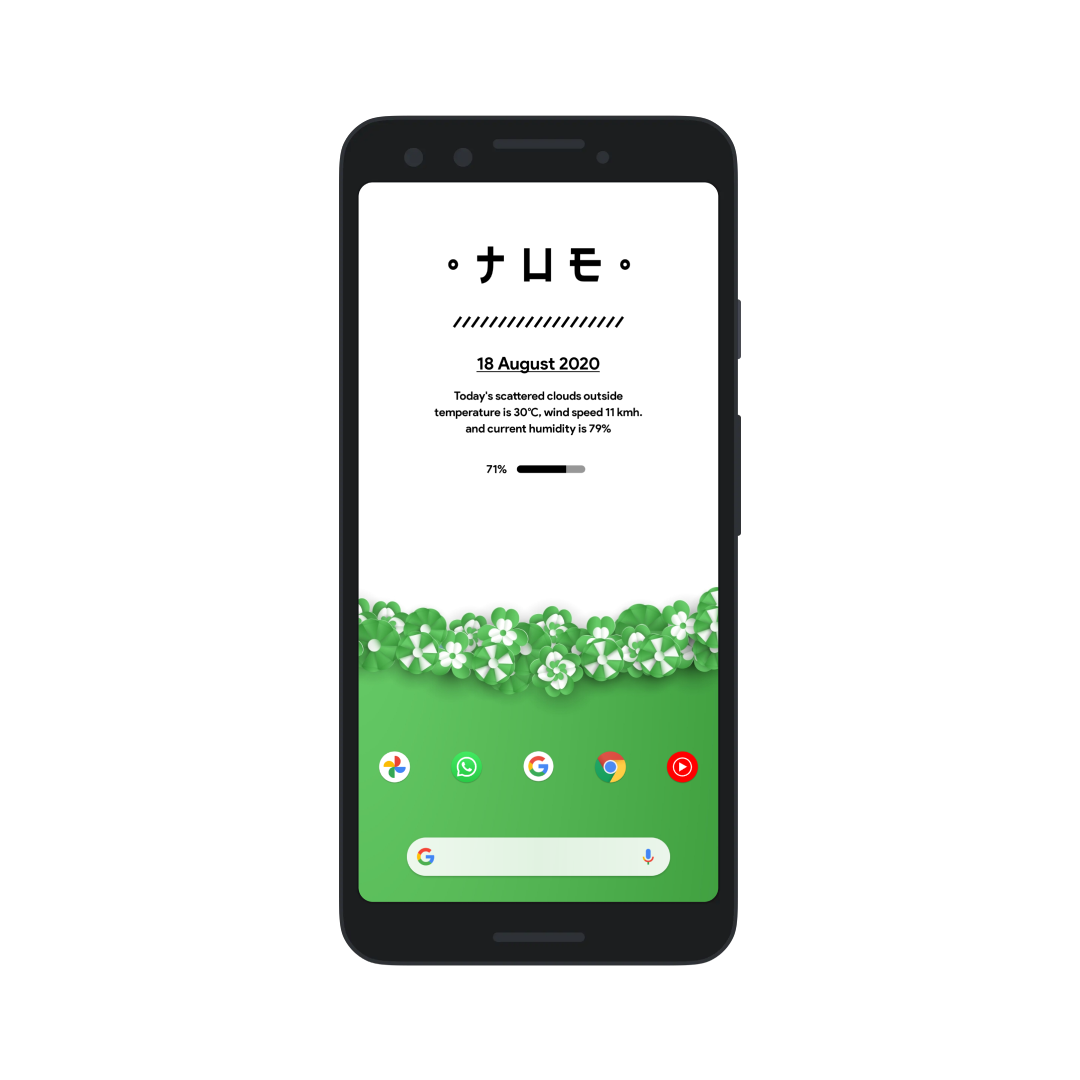 TUE
18 August 2020
Today's scattered clouds outside
temperature is 30°C, wind speed 11 kmh.
and current humidity is 79%
71%